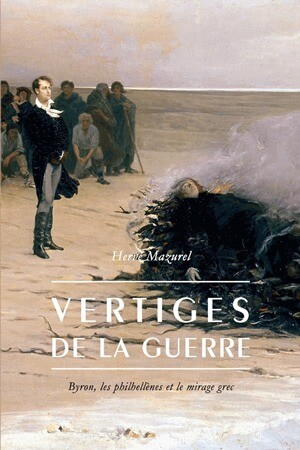 Hervé Mazurel
VERTIGES
DE LA GUERRE
Byron, les philhellènes et le mirage grec